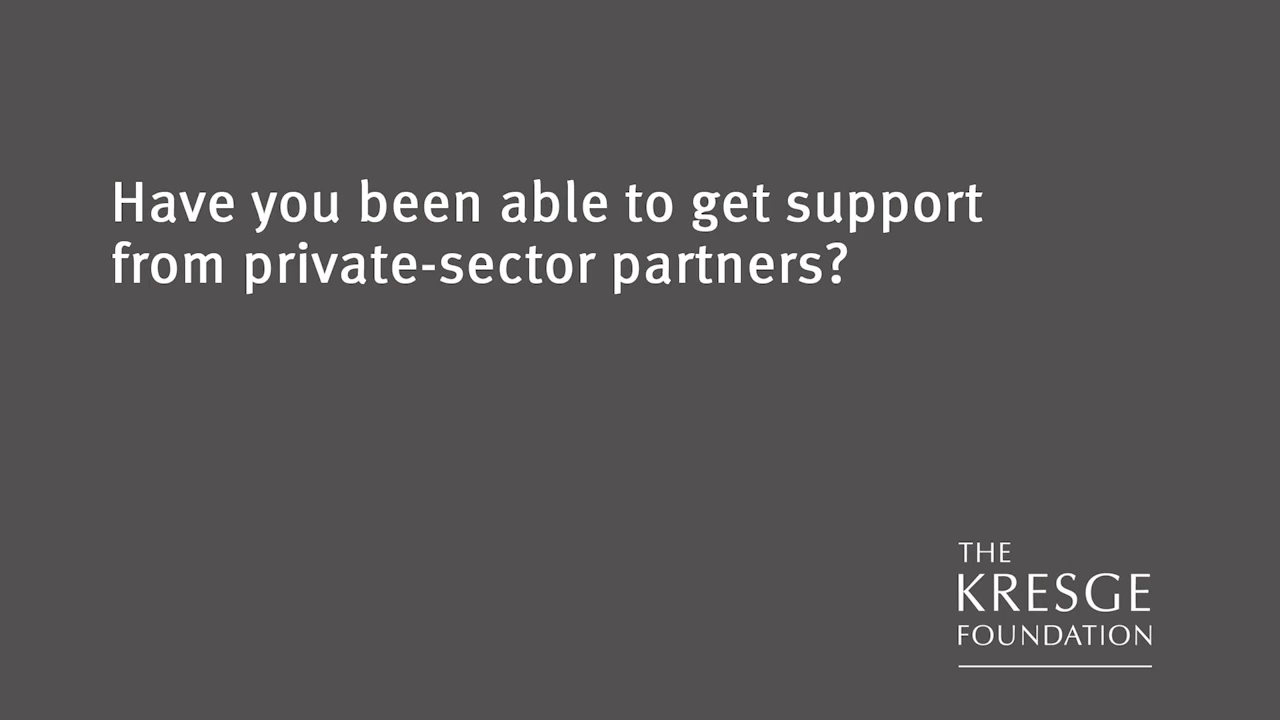 Have you been able to get support
from private-sector partners?
THE
KRESGE
FOUNDATION